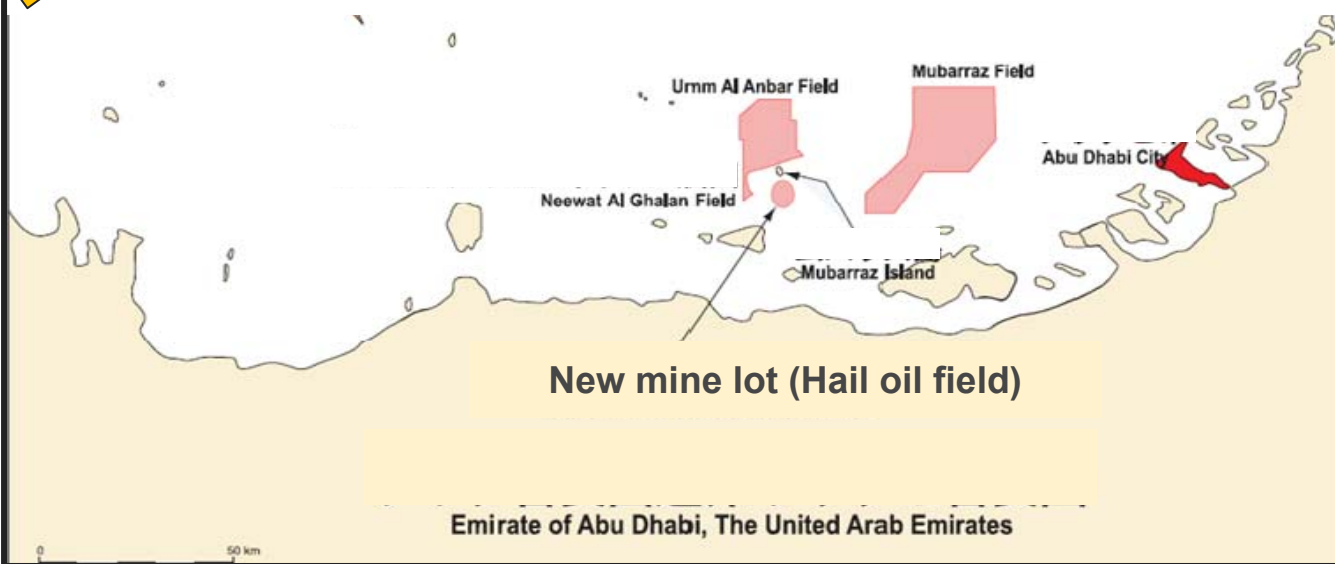 Mubarraz Field
Urnm Al Anbar Field
Abu Dhabi City
Neewat Al Ghalan Field
Mubarraz Island
New mine lot (Hail oil field)
Emirate of Abu Dhabi, The United Arab Emirates
0 50 km